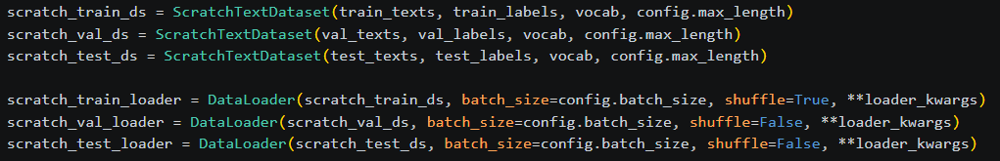 scratch_train_ds = ScratchTextDataset(train_texts, train_labels, vocab, config.max_length)
scratch_val_ds = ScratchTextDataset(val_texts, val_labels, vocab, config.max_length)
scratch_test_ds = ScratchTextDataset(test_texts, test_labels, vocab, config.max_length)

scratch_train_loader = DataLoader(scratch_train_ds, batch_size=config.batch_size, shuffle=True, **loader_kwargs)
scratch_val_loader = DataLoader(scratch_val_ds, batch_size=config.batch_size, shuffle=False, **loader_kwargs)
scratch_test_loader = DataLoader(scratch_test_ds, batch_size=config.batch_size, shuffle=False, **loader_kwargs)